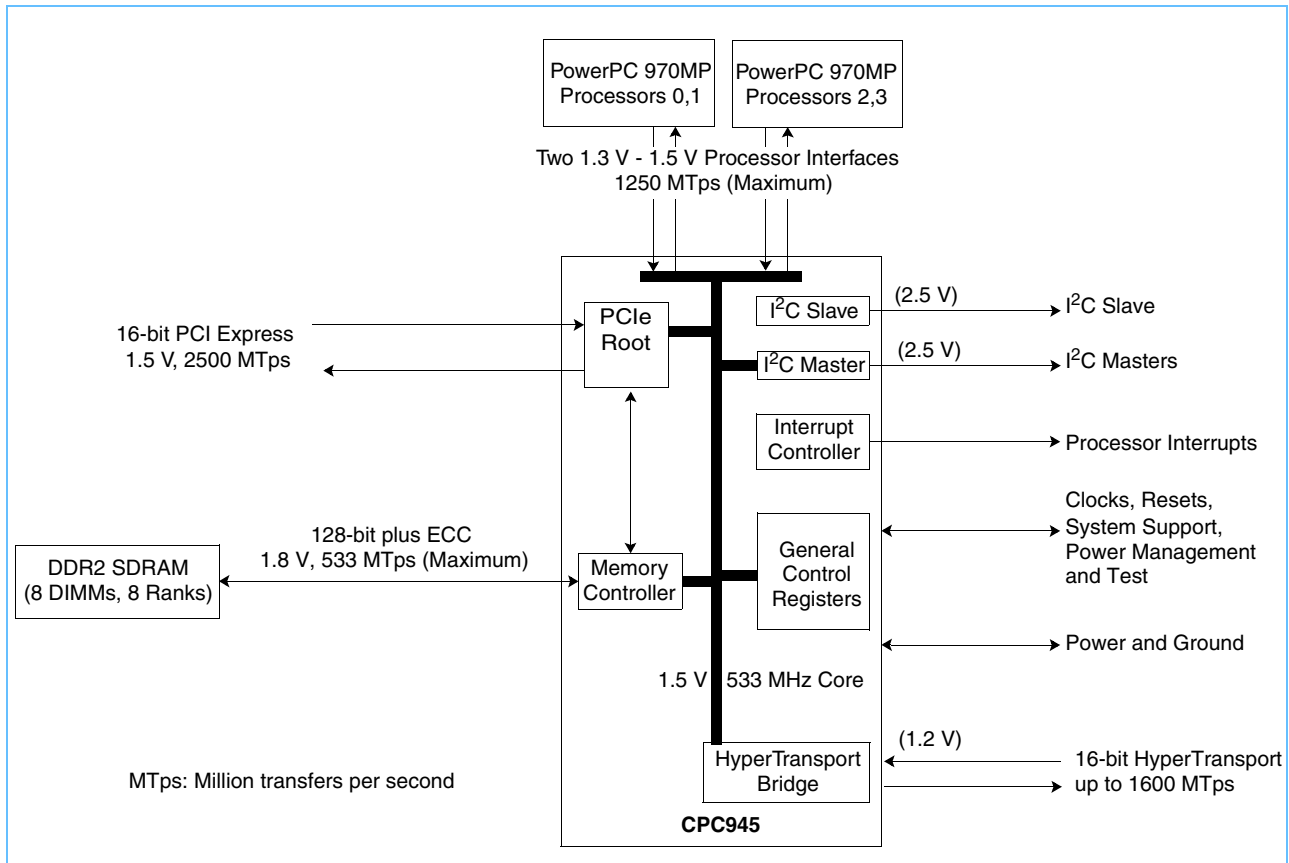 PowerPC 970MP
Processors 0,1
PowerPC 970MP
Processors 2,3
Two 1.3 V - 1.5 V Processor Interfaces
1250 MTps (Maximum)
16-bit PCI Express
1.5 V, 2500 MTps
PCIe
Root
I²C Slave
(2.5 V)
I²C Slave
I²C Master
(2.5 V)
I²C Masters
Interrupt
Controller
Processor Interrupts
128-bit plus ECC
1.8 V, 533 MTps (Maximum)
DDR2 SDRAM
(8 DIMMs, 8 Ranks)
Memory
Controller
General
Control
Registers
Clocks, Resets,
System Support,
Power Management
and Test
Power and Ground
1.5 V 533 MHz Core
HyperTransport
Bridge
(1.2 V)
16-bit HyperTransport
up to 1600 MTps
MTps: Million transfers per second
CPC945